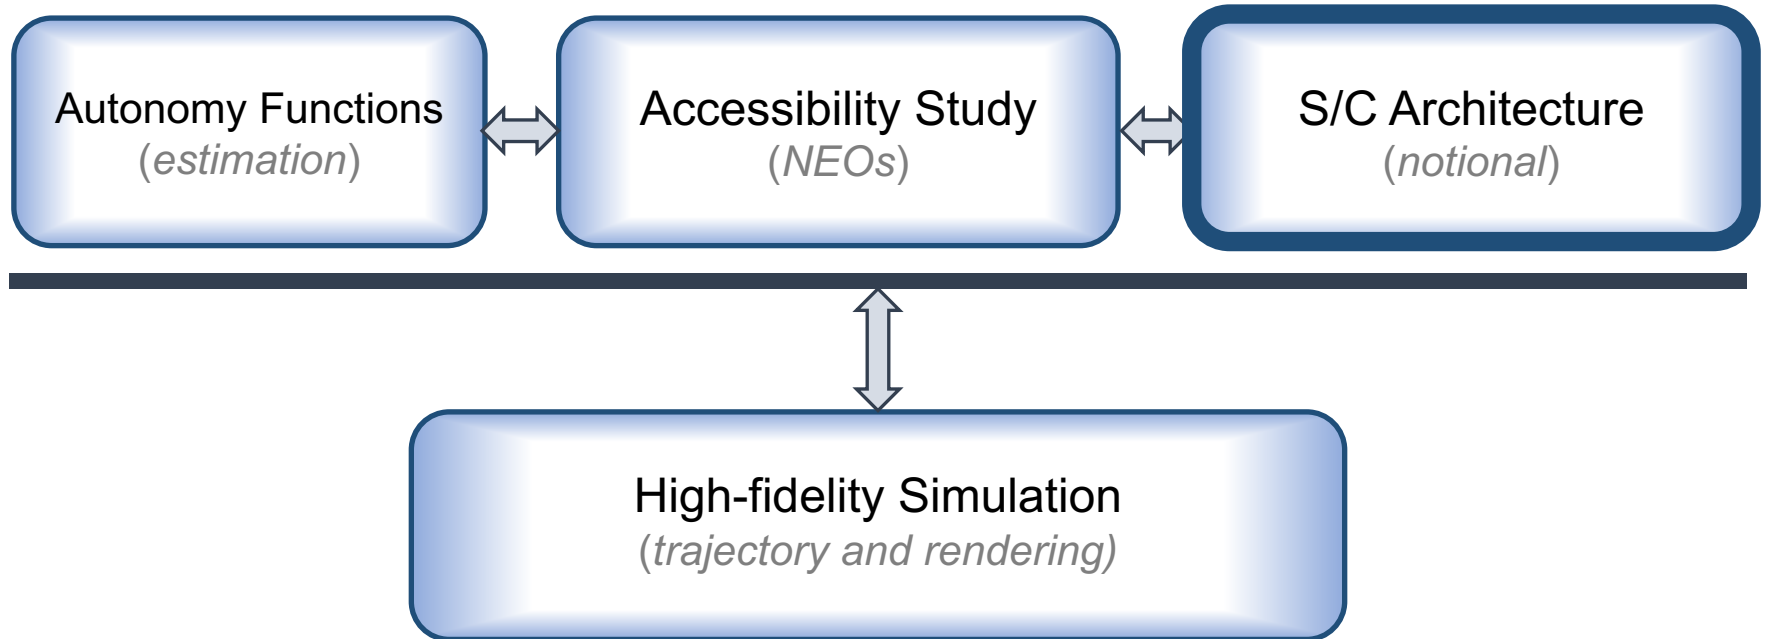 Autonomy Functions
(estimation)
Accessibility Study
(NEOs)
S/C Architecture
(notional)
High-fidelity Simulation
(trajectory and rendering)